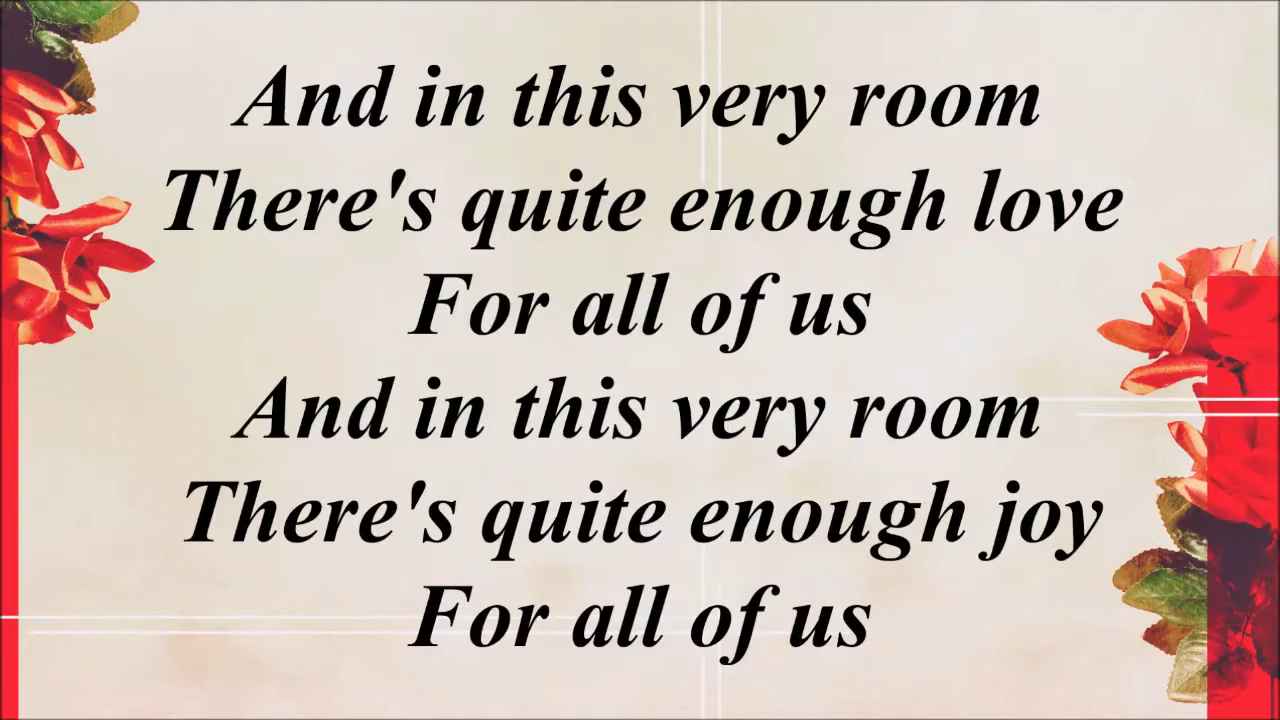 And in this very room
There's quite enough love
For all of us
And in this very room
There's quite enough joy
For all of us